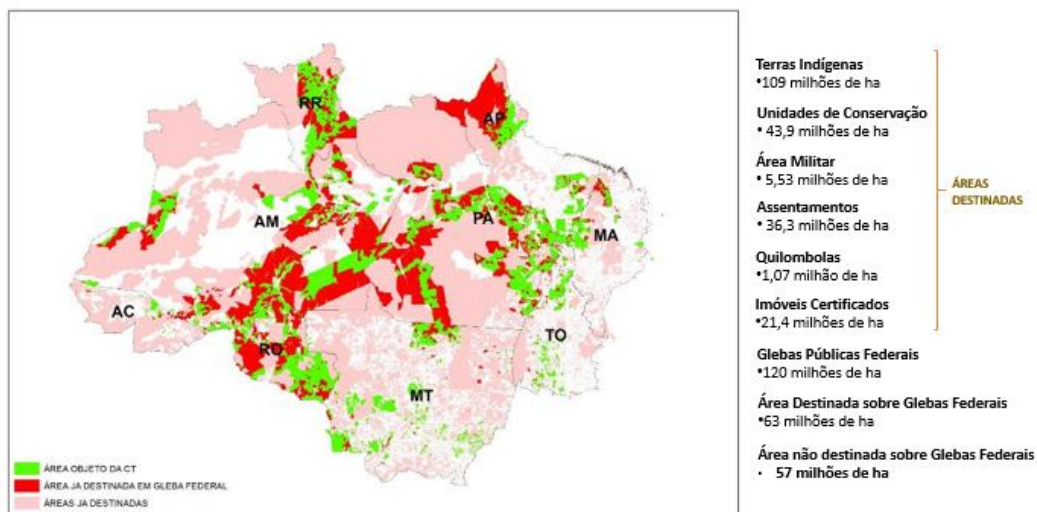 RR
AP
AM
PA
MA
AC
TO
RO
MT
ÁREA OBJETO DA CT
ÁREA JA DESTINADA EM GLEBA FEDERAL
ÁREAS JA DESTINADAS
Terras Indígenas
•109 milhões de ha
Unidades de Conservação
• 43,9 milhões de ha
Área Militar
• 5,53 milhões de ha
Assentamentos
• 36,3 milhões de ha
Quilombolas
•1,07 milhão de ha
Imóveis Certificados
•21,4 milhões de ha
ÁREAS
DESTINADAS
Glebas Públicas Federais
•120 milhões de ha
Área Destinada sobre Glebas Federais
•63 milhões de ha
Área não destinada sobre Glebas Federais
• 57 milhões de ha